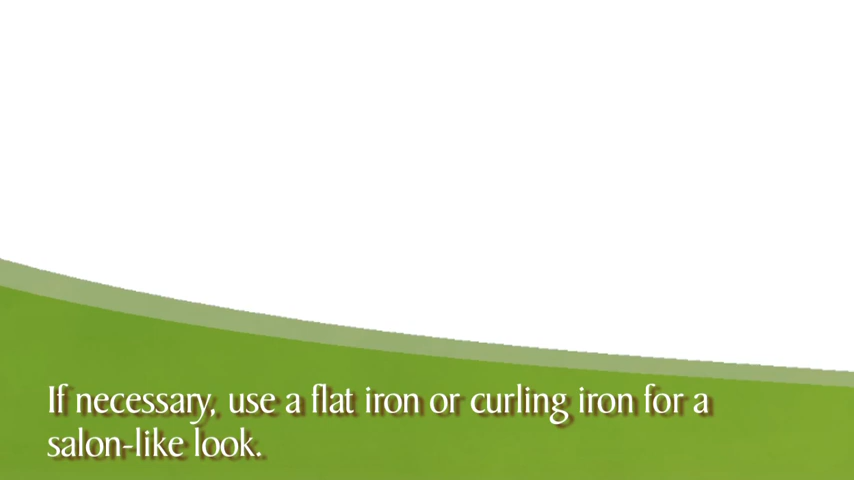 If necessary, use a flat iron or curling iron for a
salon-like look.